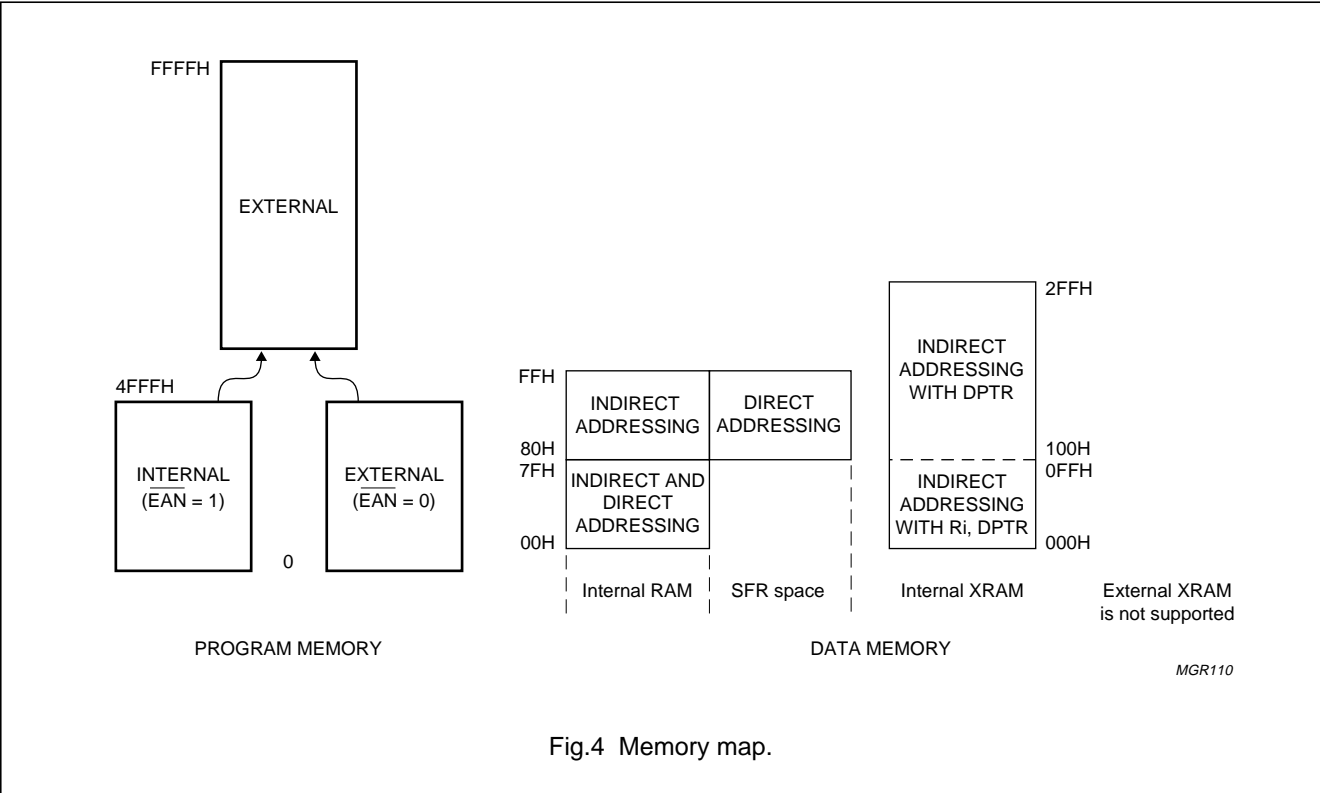 FFFFH
EXTERNAL
4FFFH
INTERNAL
(E̅A̅N̅ = 1)
0
EXTERNAL
(E̅A̅N̅ = 0)
PROGRAM MEMORY
FFH
80H
7FH
00H
INDIRECT
ADDRESSING
DIRECT
ADDRESSING
INDIRECT AND
DIRECT
ADDRESSING
Internal RAM
SFR space
2FFH
INDIRECT
ADDRESSING
WITH DPTR
100H
0FFH
INDIRECT
ADDRESSING
WITH Ri, DPTR
000H
Internal XRAM
External XRAM
is not supported
DATA MEMORY
MGR110
Fig.4 Memory map.